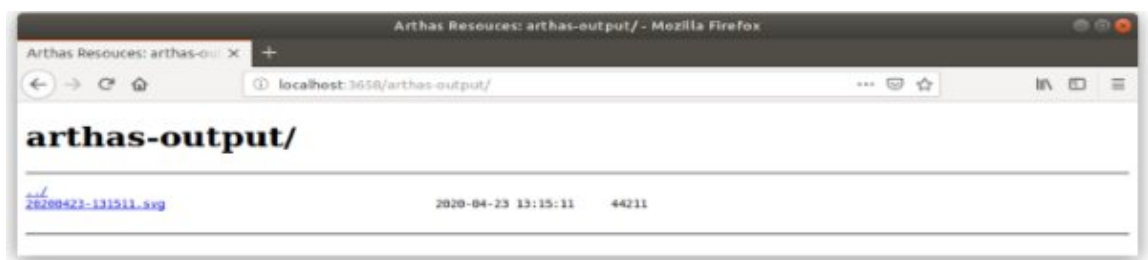 Arthas Resouces: arthas-output/ - Mozilla Firefox
Arthas Resouces: arthas-out
localhost:3658/arthas-output/
arthas-output/
../
20200423-131511.svg 2020-04-23 13:15:11 44211